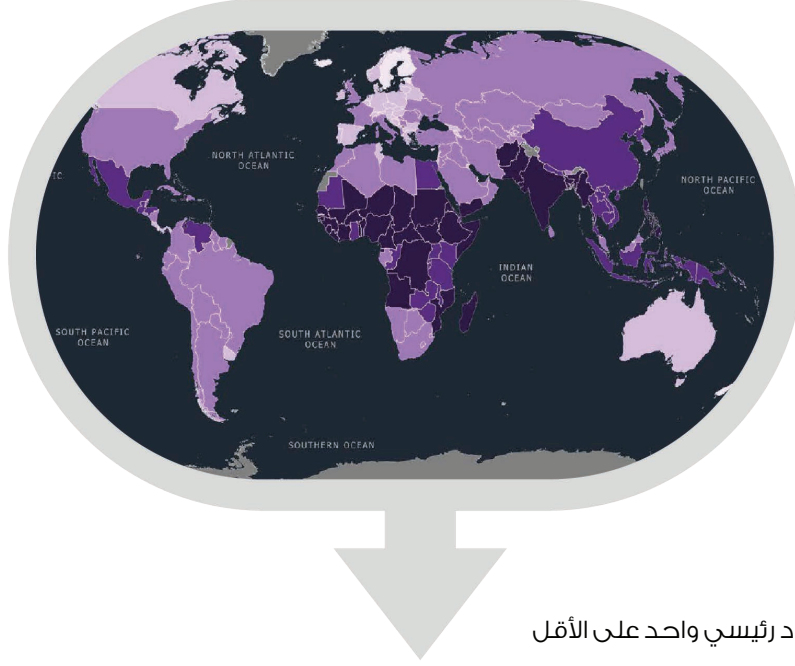 NORTH ATLANTIC
OCEAN
NORTH PACIFIC
OCEAN
INDIAN
OCEAN
SOUTH PACIFIC
OCEAN
SOUTH ATLANTIC
OCEAN
SOUTHERN OCEAN
د رئيسي واحد على الأقل